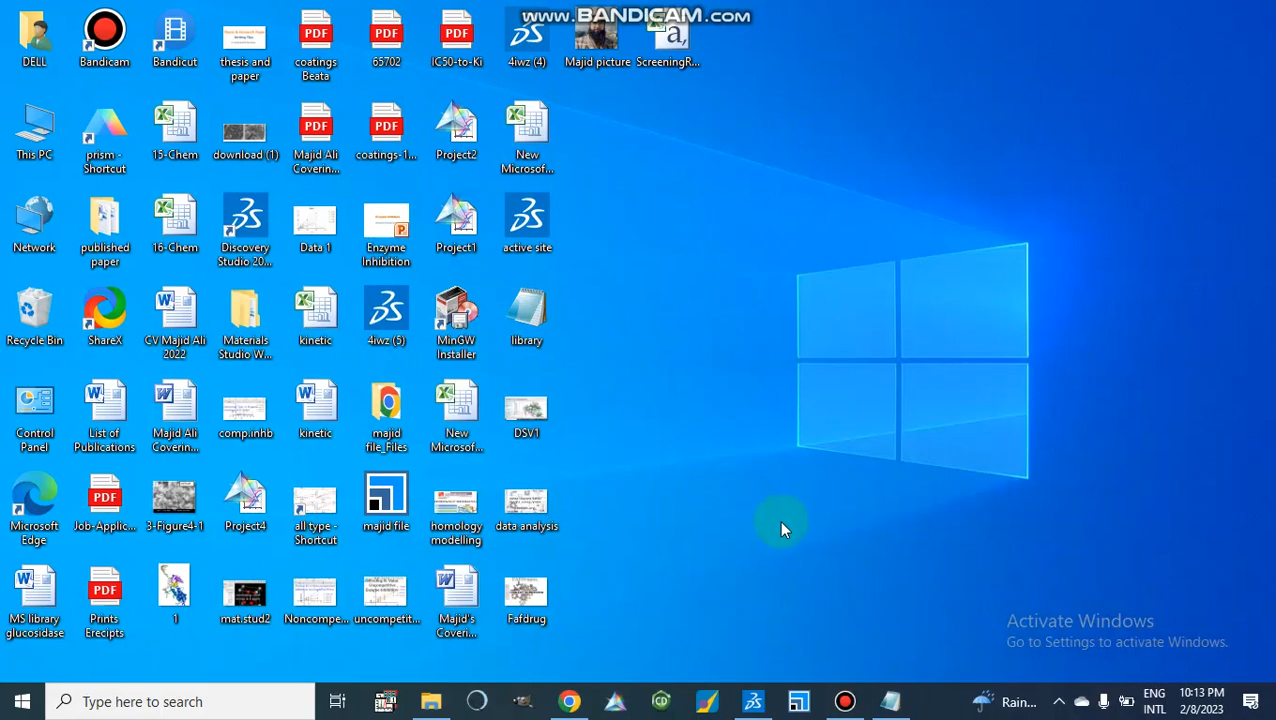 www.BANDICAM.com
DELL
Bandicam
Bandicut
thesis and
paper
coatings
Beata
65702
IC50-to-Ki
4iwz (4)
Majid picture
ScreeningR...
This PC
prism -
Shortcut
15-Chem
download (1)
Majid Ali
Coverin...
coatings-1...
Project2
New
Microsof...
Network
published
paper
16-Chem
Discovery
Studio 20...
Data 1
Enzyme
Inhibition
Project1
active site
Recycle Bin
ShareX
CV Majid Ali
2022
Materials
Studio W...
kinetic
4iwz (5)
MinGW
Installer
library
Control
Panel
List of
Publications
Majid Ali
Coverin...
comp.inhb
kinetic
majid
file_Files
New
Microsof...
DSV1
Microsoft
Edge
Job-Applic...
3-Figure4-1
Project4
all type -
Shortcut
majid file
homology
modelling
data analysis
MS library
glucosidase
Prints
Erecipts
1
mat.stud2
Noncompe...
uncompetit...
Majid's
Coverin...
Fafdrug
Activate Windows
Go to Settings to activate Windows.
Type here to search
Rain...
ENG
INTL
10:13 PM
2/8/2023